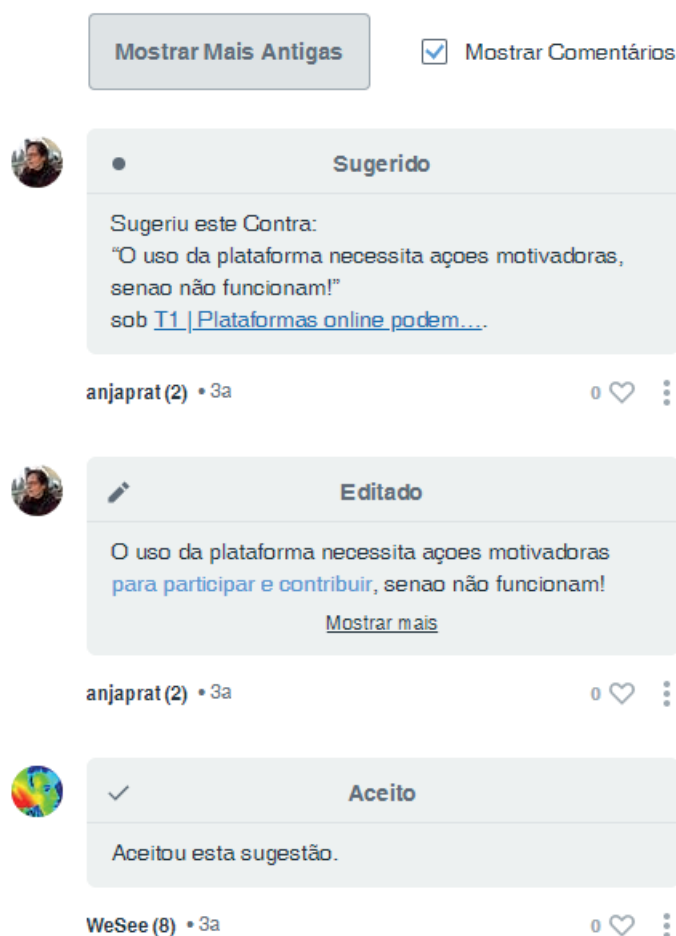 Mostrar Mais Antigas
Mostrar Comentários
Sugerido
Sugeriu este Contra:
“O uso da plataforma necessita açoes motivadoras,
senao não funcionam!”
sob T1 | Plataformas online podem….
anjaprat (2) • 3a
0
Editado
O uso da plataforma necessita açoes motivadoras
para participar e contribuir, senao não funcionam!
Mostrar mais
anjaprat (2) • 3a
0
Aceito
Aceitou esta sugestão.
WeSee (8) • 3a
0